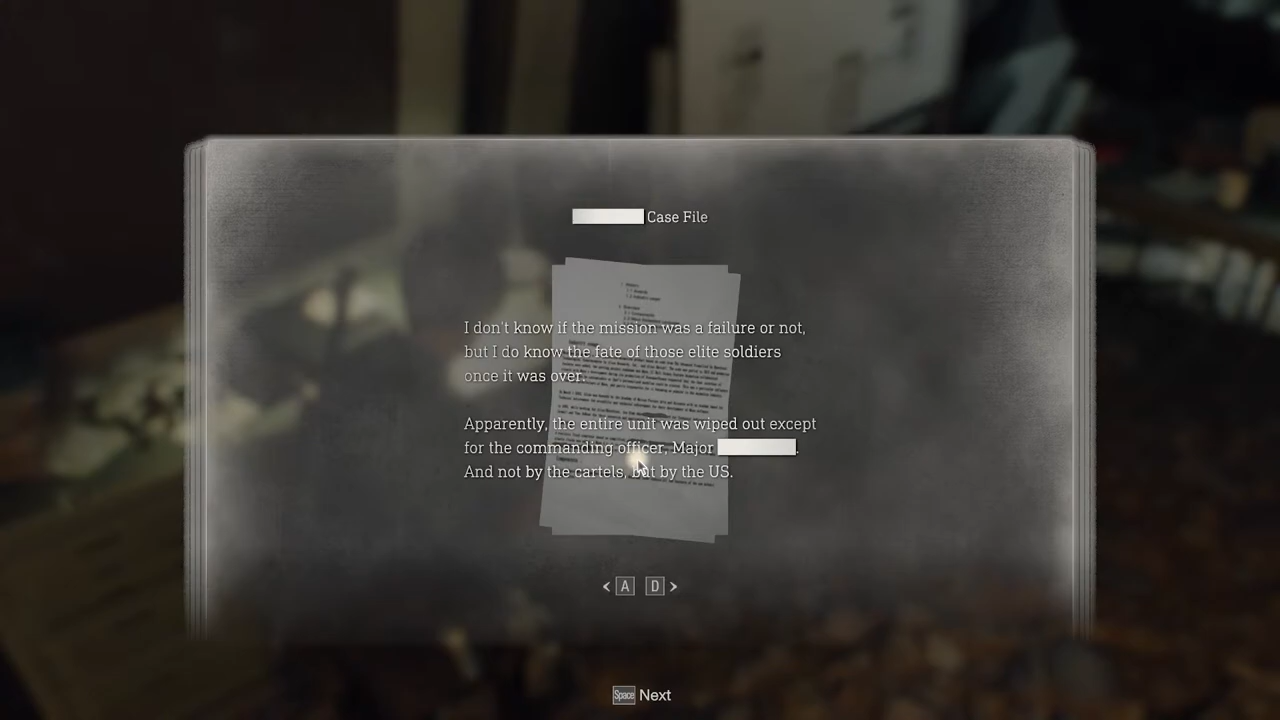 Case File
I don't know if the mission was a failure or not,
but I do know the fate of those elite soldiers
once it was over.
Apparently, the entire unit was wiped out except
for the commanding officer, Major .
And not by the cartels, but by the US.
< A D >
Space Next